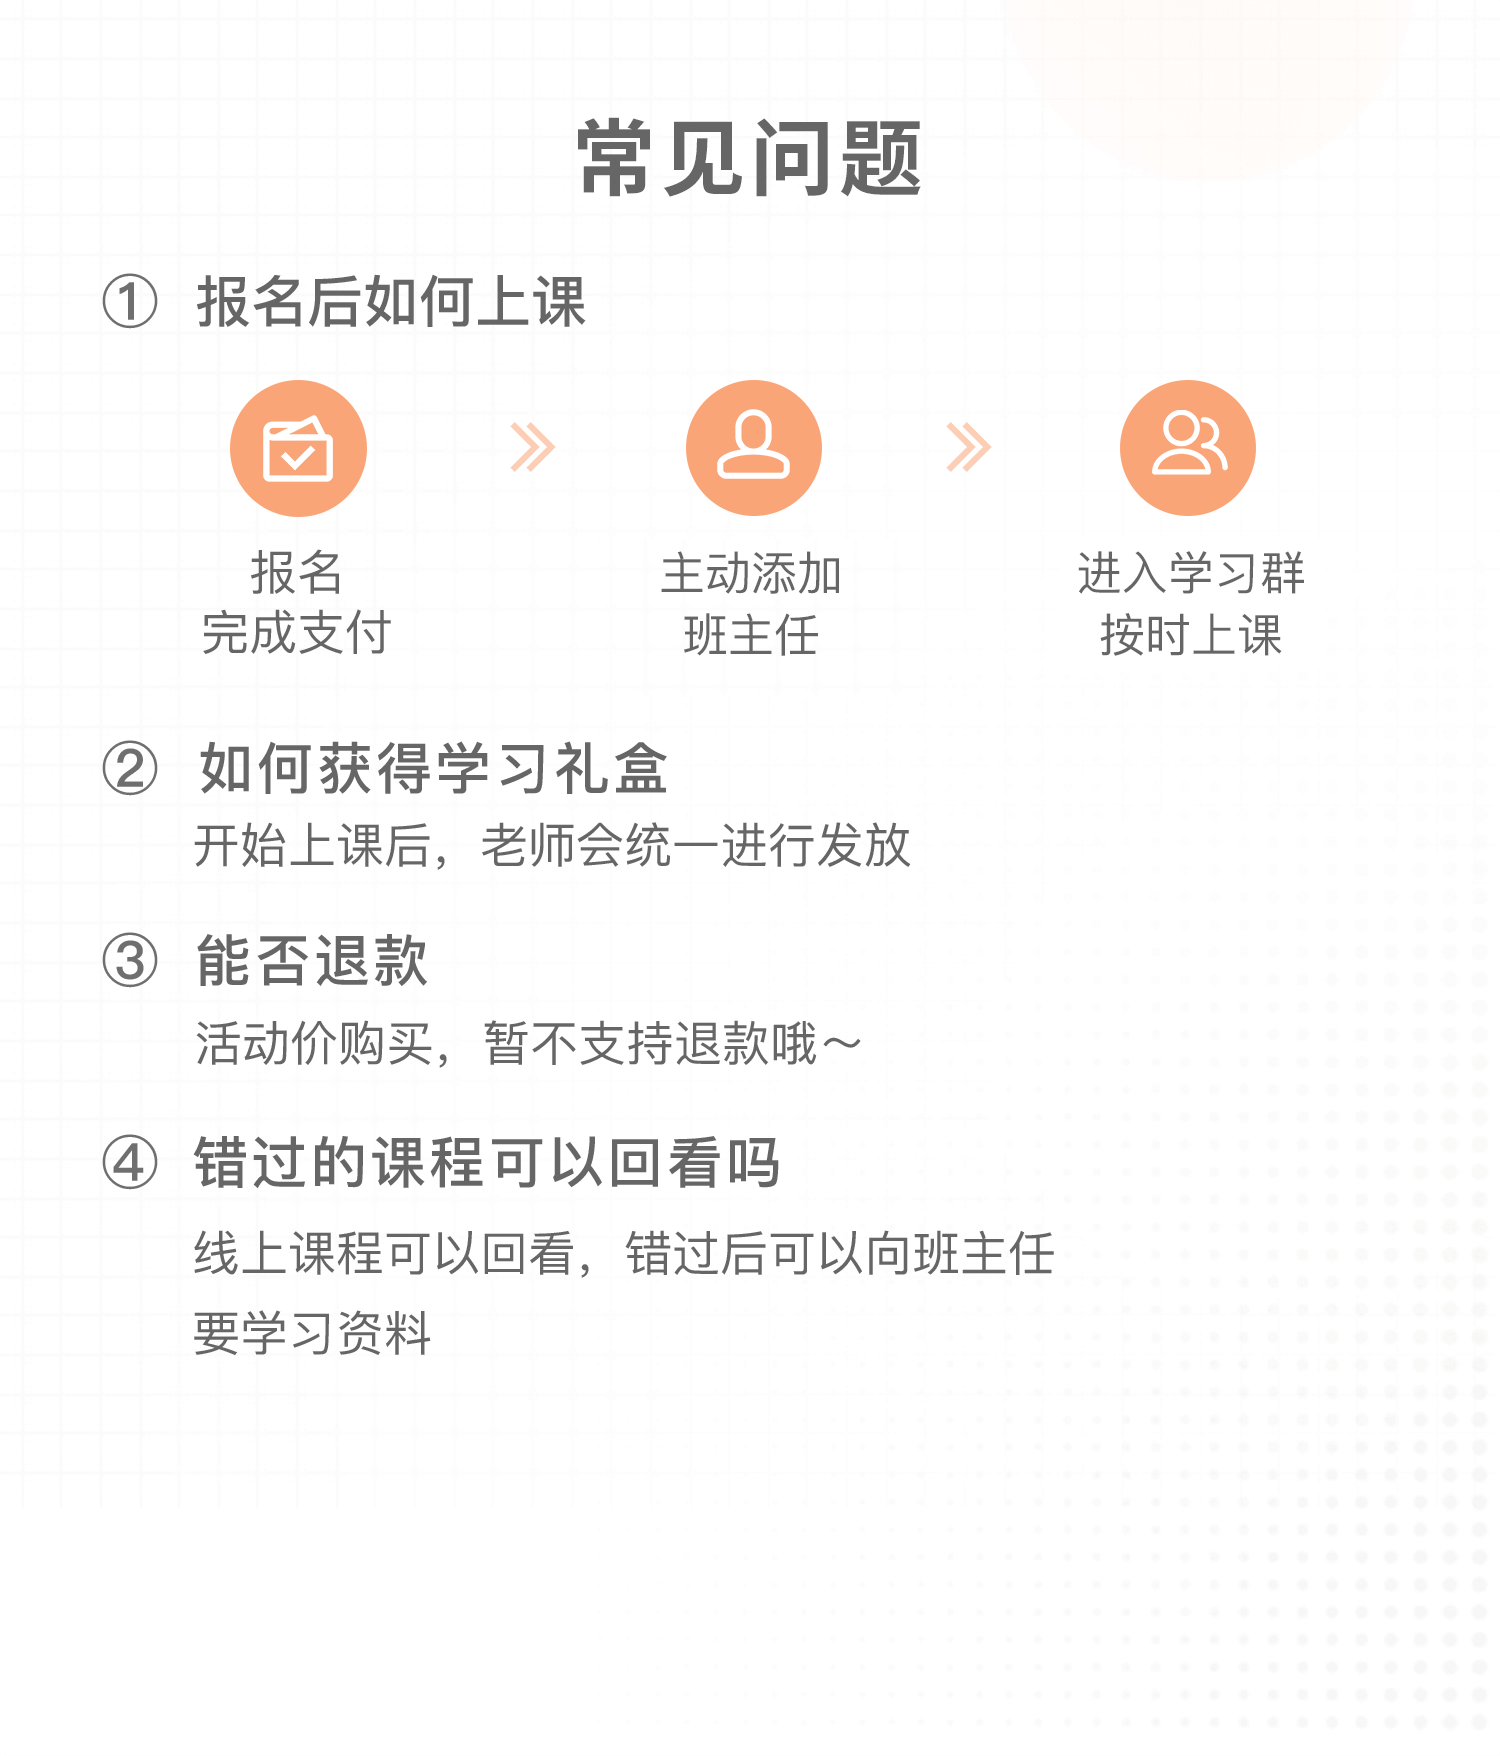 常见问题
① 报名后如何上课
报名
完成支付
主动添加
班主任
进入学习群
按时上课
② 如何获得学习礼盒
开始上课后，老师会统一进行发放
③ 能否退款
活动价购买，暂不支持退款哦～
④ 错过的课程可以回看吗
线上课程可以回看，错过后可以向班主任
要学习资料